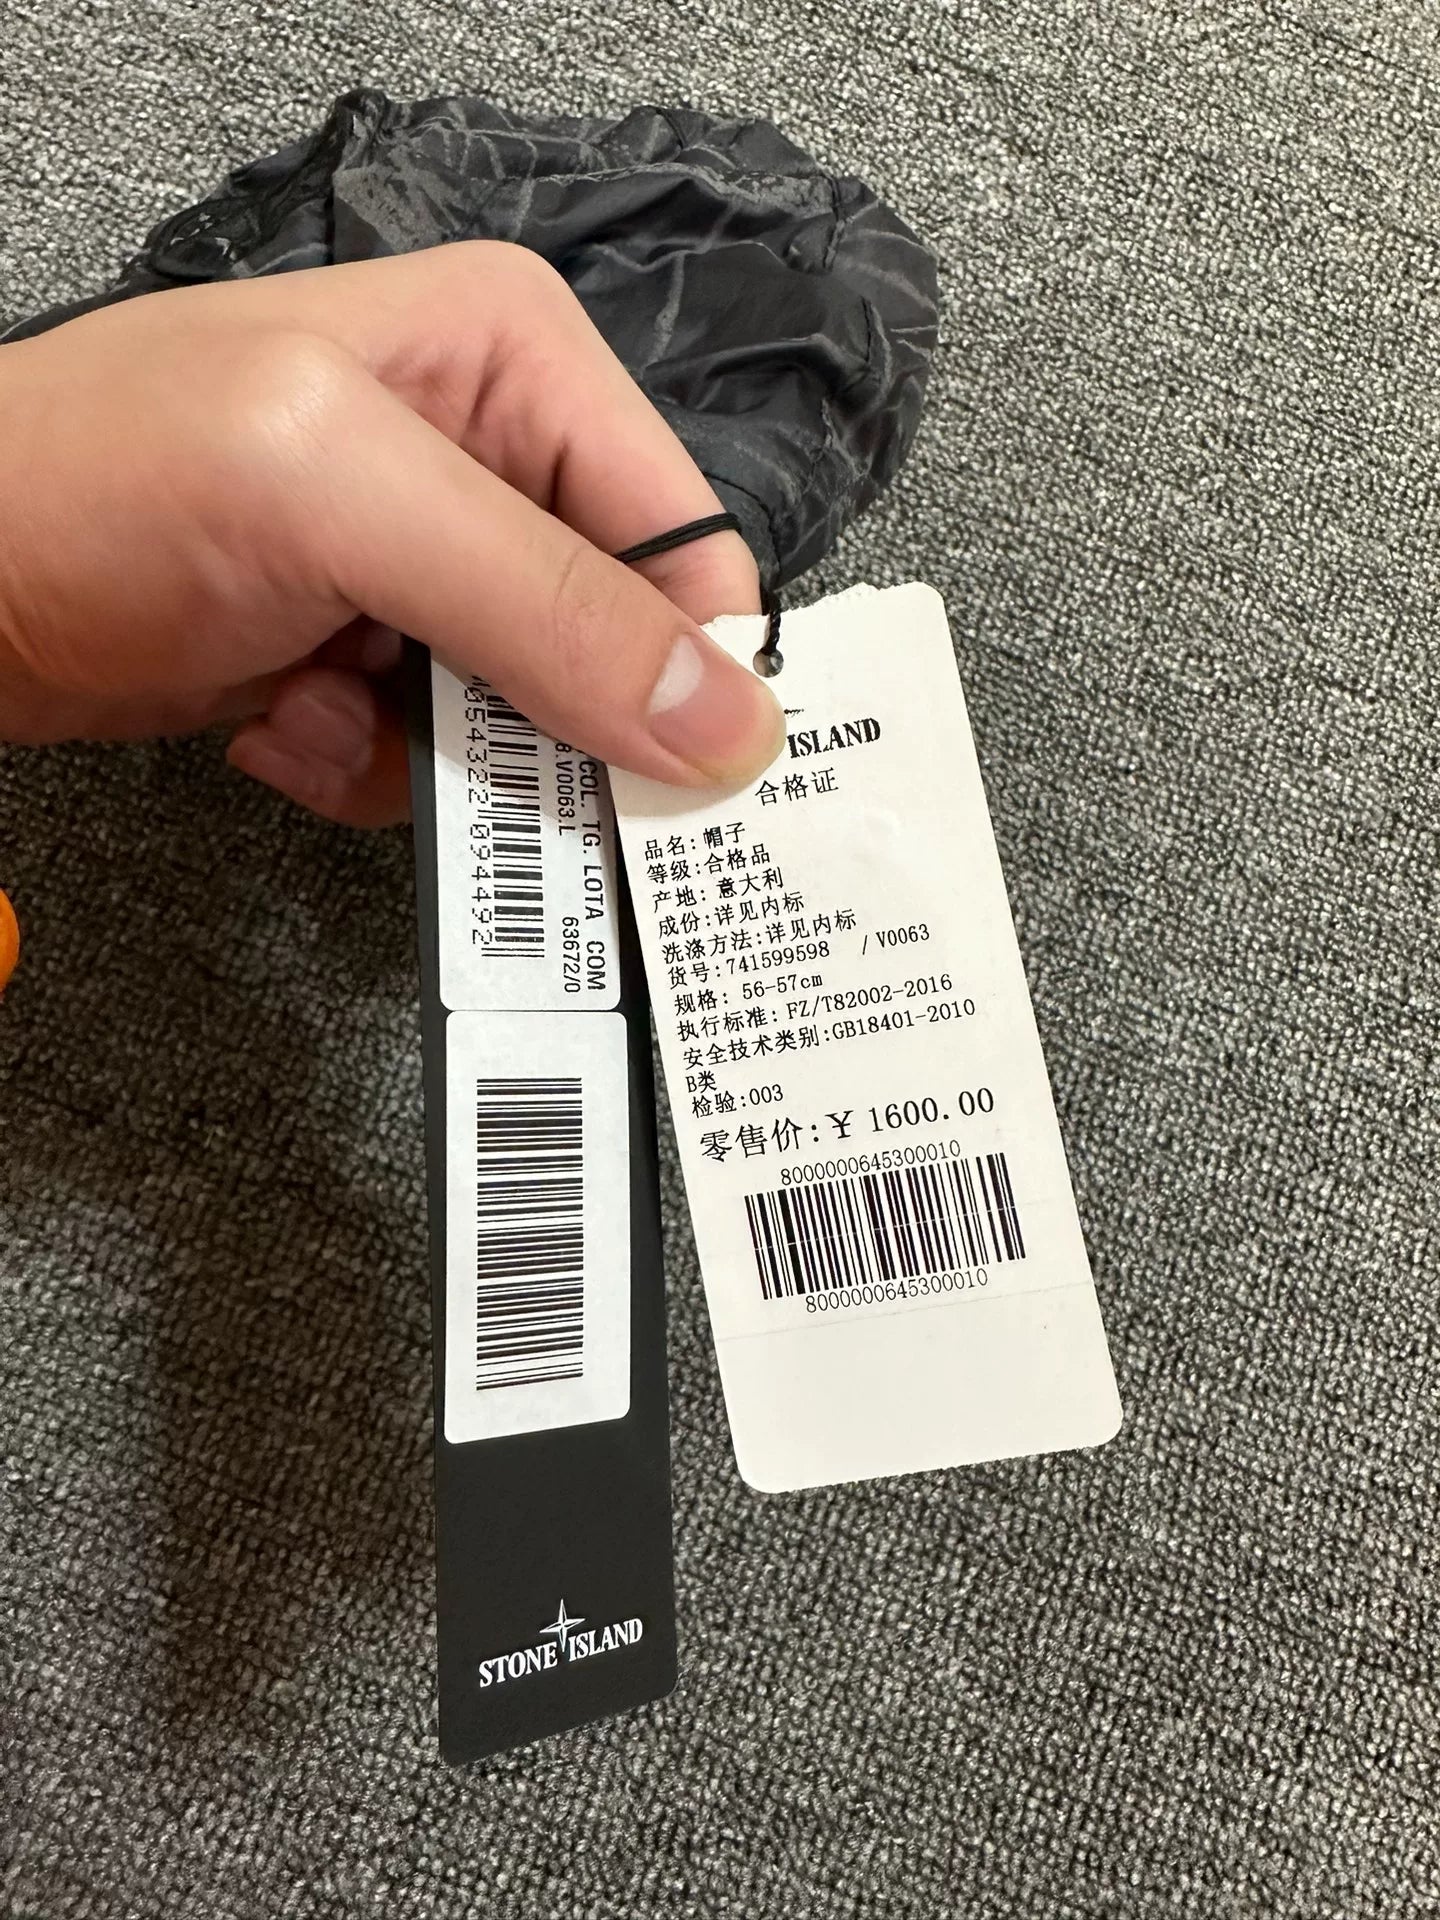 ISLAND
合格证
品名:帽子
等级:合格品
产地:意大利
成份:详见内标
洗涤方法:详见内标
货号:741599598 /V0063
规格: 56-57cm
执行标准: FZ/T82002-2016
安全技术类别:GB18401-2010
B类
检验:003
零售价:¥ 1600.00
8000000645300010
8000000645300010
COL. TG. LOTA COM
8.V0063.L 63672/0
054322 094492
STONE ISLAND